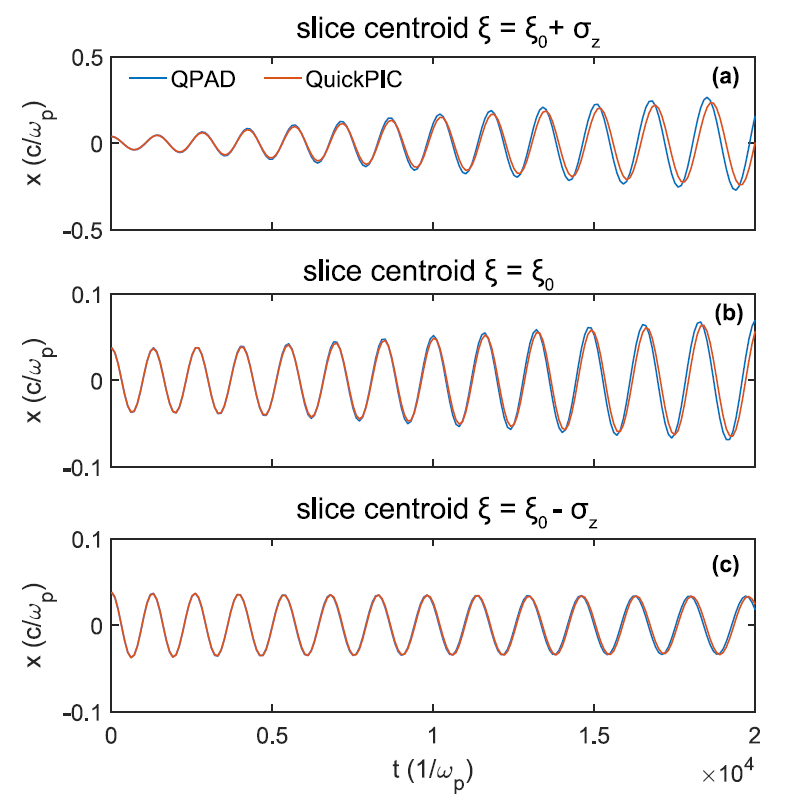 slice centroid ξ = ξ₀ + σ_z
0.5
QPAD
QuickPIC
(a)
0
x (c/ω_p)
-0.5
slice centroid ξ = ξ₀
0.1
(b)
0
x (c/ω_p)
-0.1
slice centroid ξ = ξ₀ - σ_z
0.1
(c)
0
x (c/ω_p)
-0.1
0 0.5 1 1.5 2
t (1/ω_p)
×10⁴